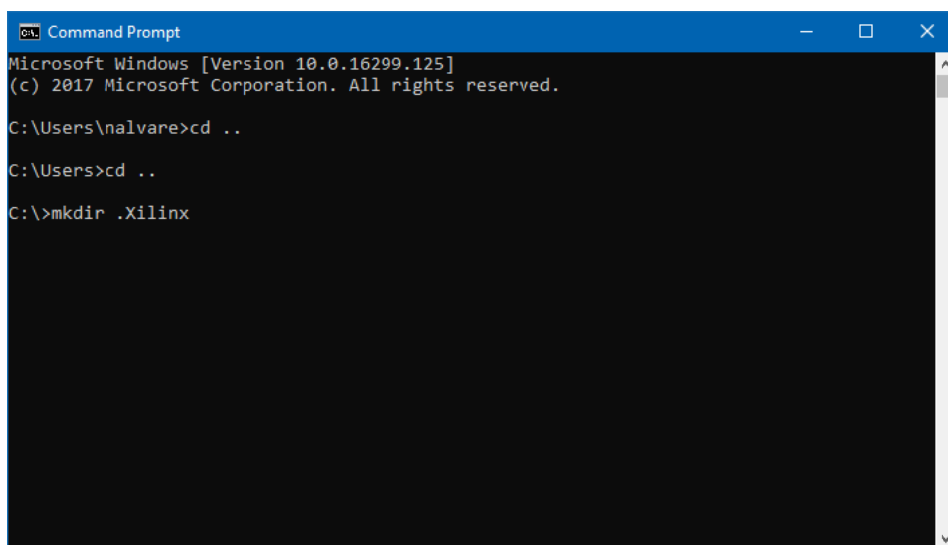 Command Prompt
Microsoft Windows [Version 10.0.16299.125]
(c) 2017 Microsoft Corporation. All rights reserved.
C:\Users\nalvare>cd ..
C:\Users>cd ..
C:\>mkdir .Xilinx